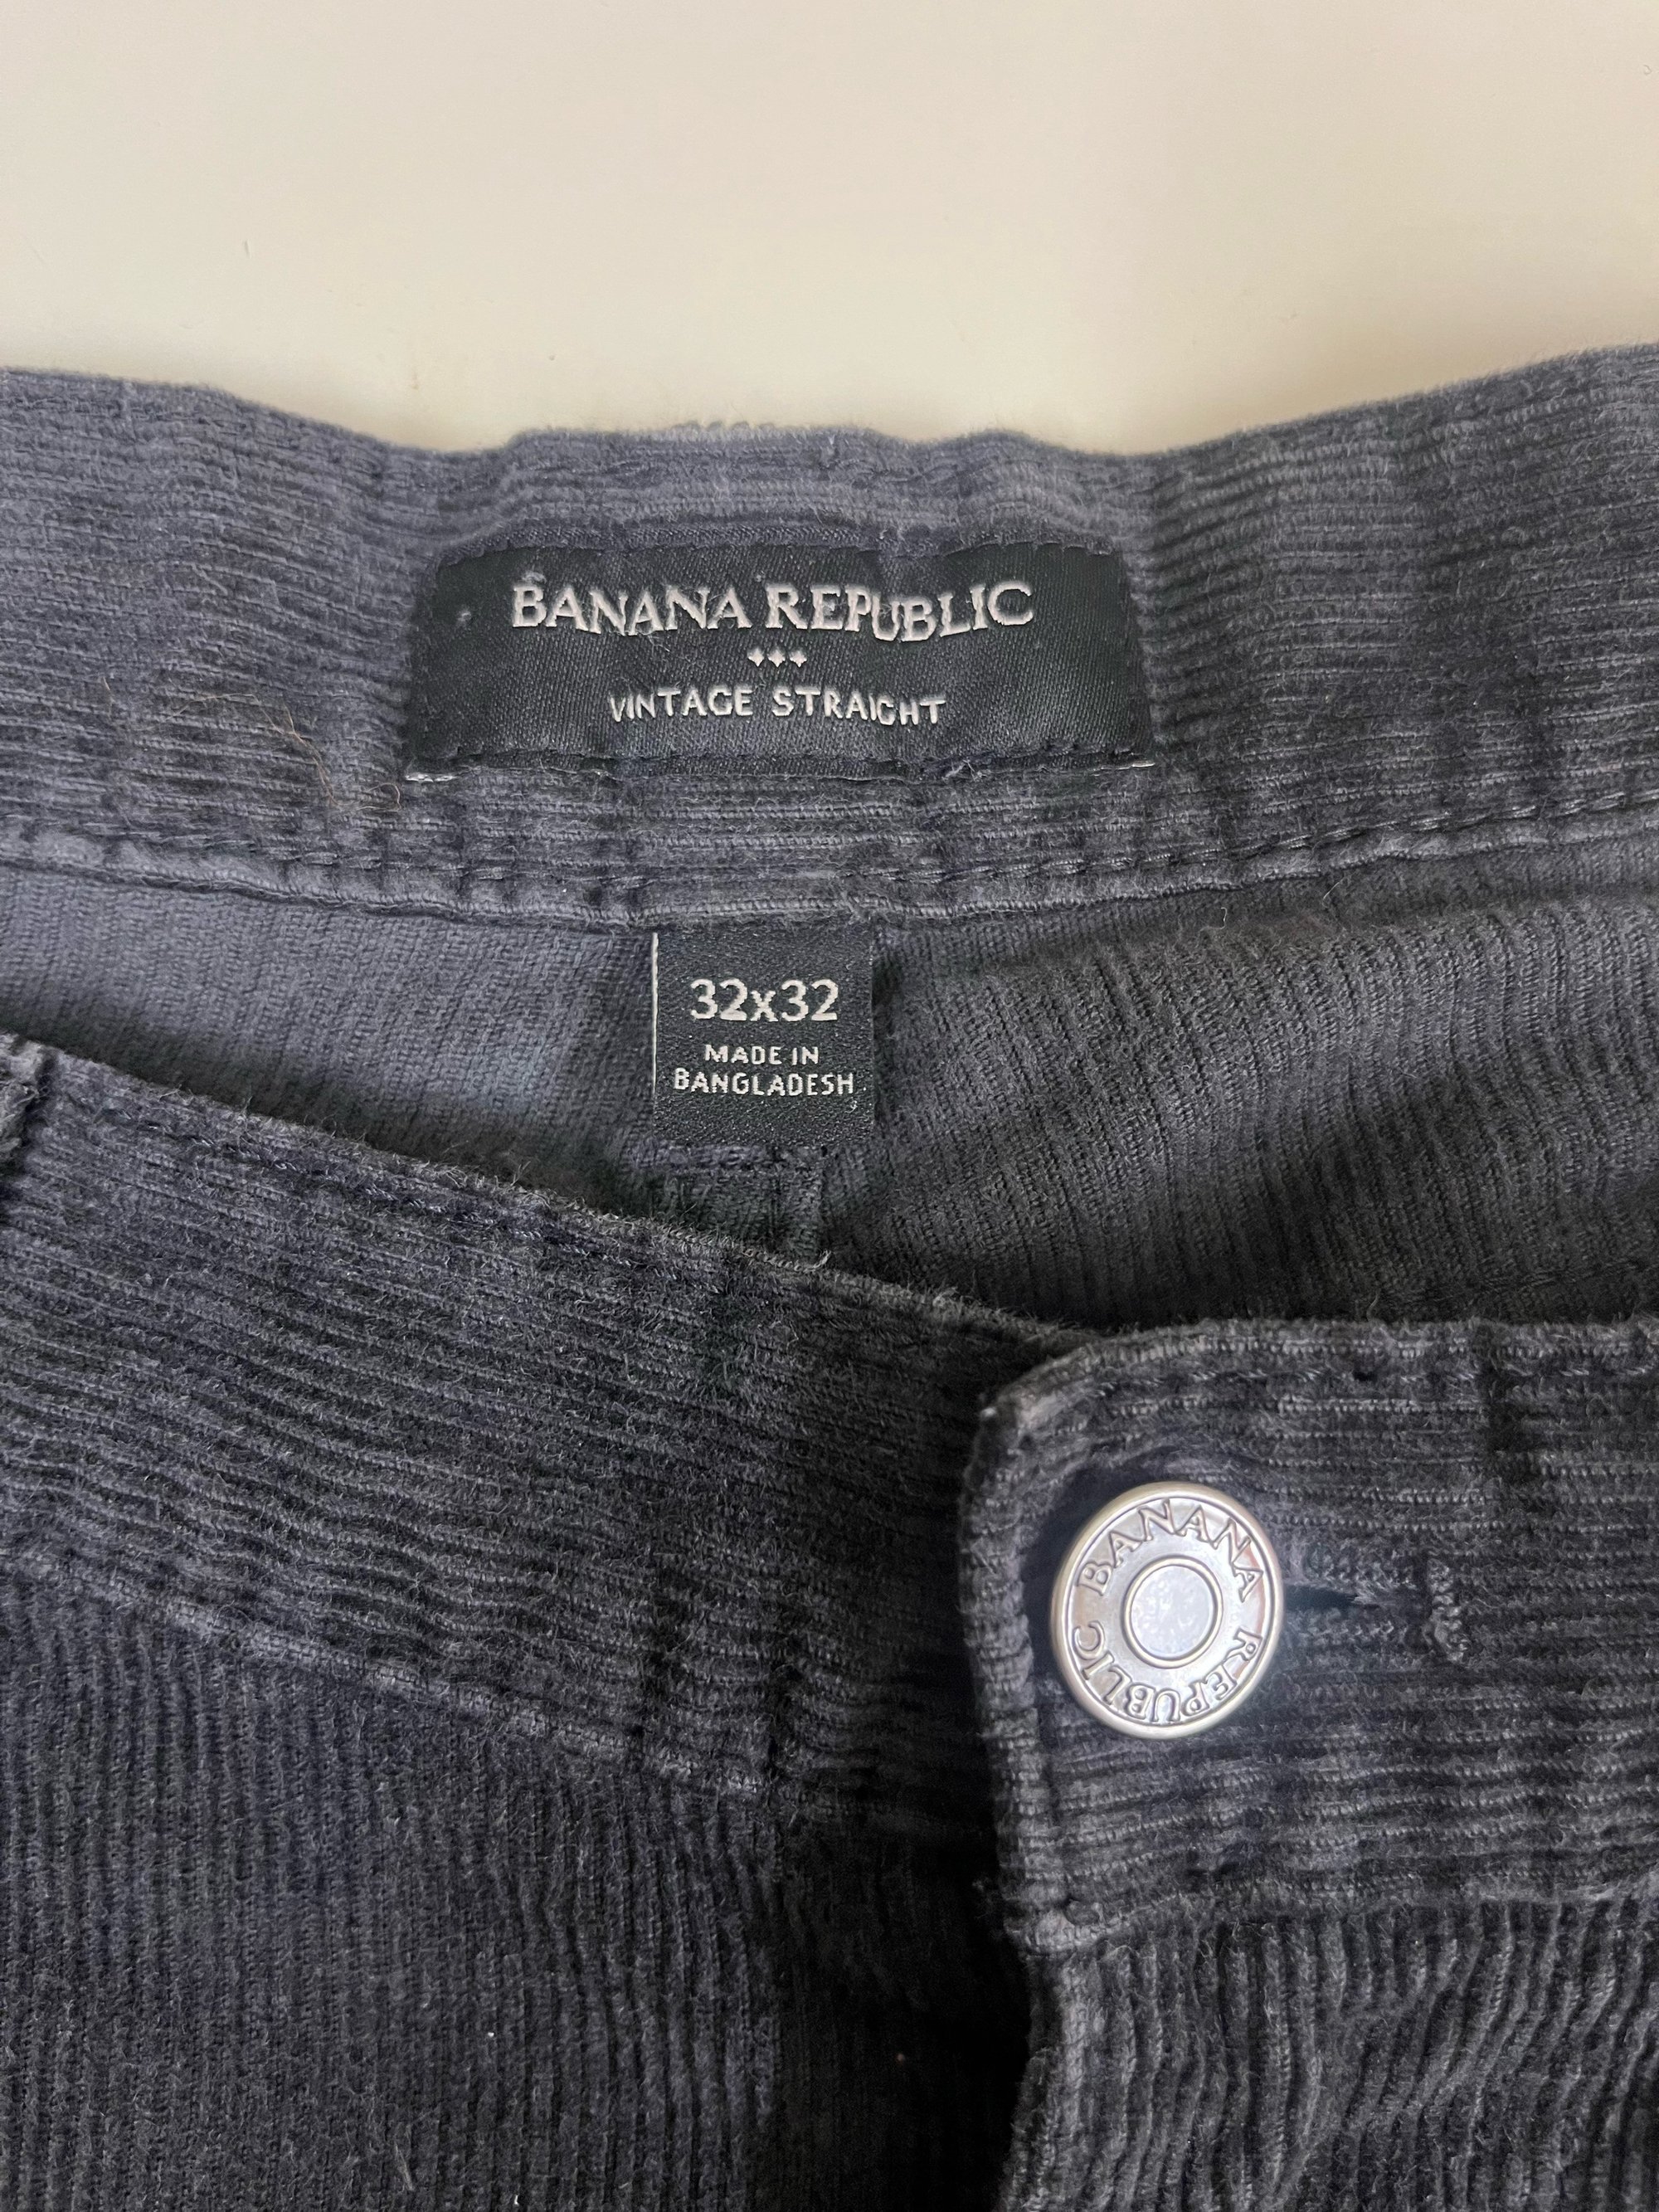 BANANA REPUBLIC
VINTAGE STRAIGHT
32x32
MADE IN
BANGLADESH
BANANA REPUBLIC